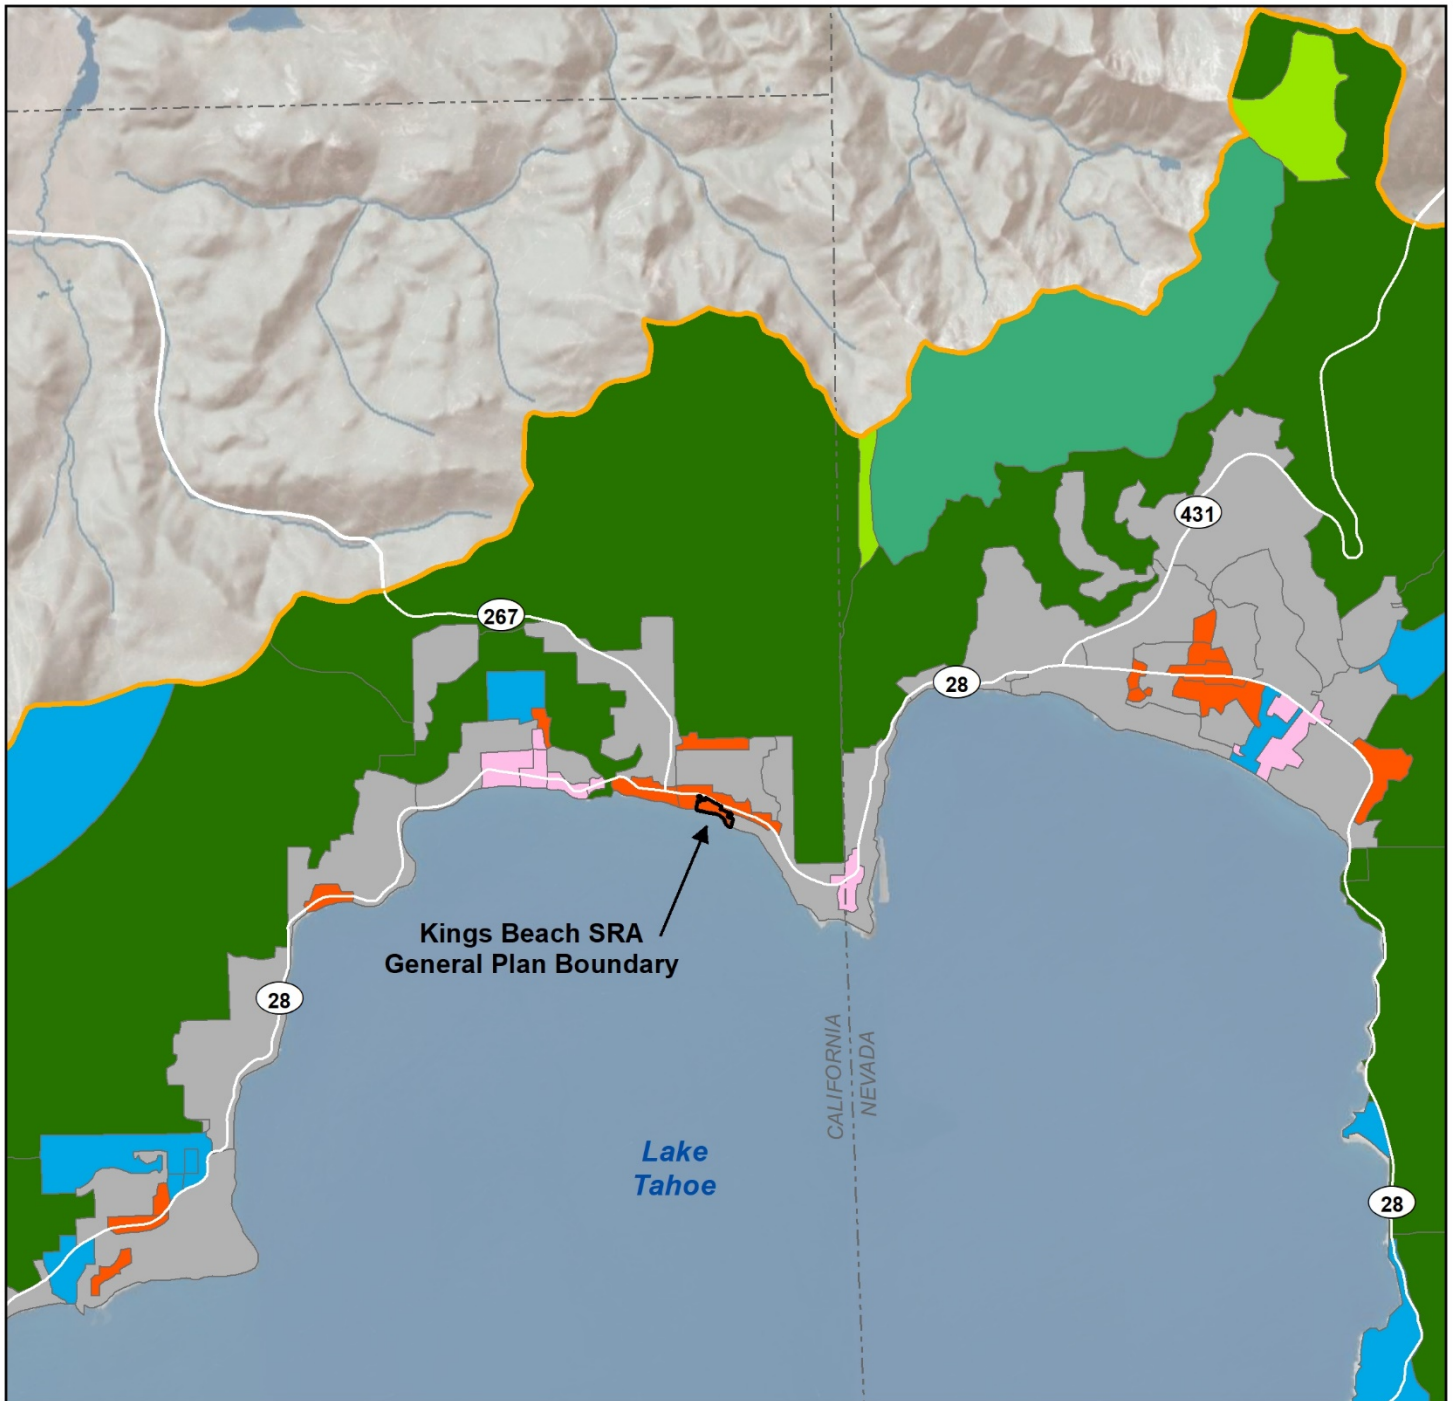 431
267
28
Kings Beach SRA
General Plan Boundary
28
CALIFORNIA
NEVADA
Lake
Tahoe
28